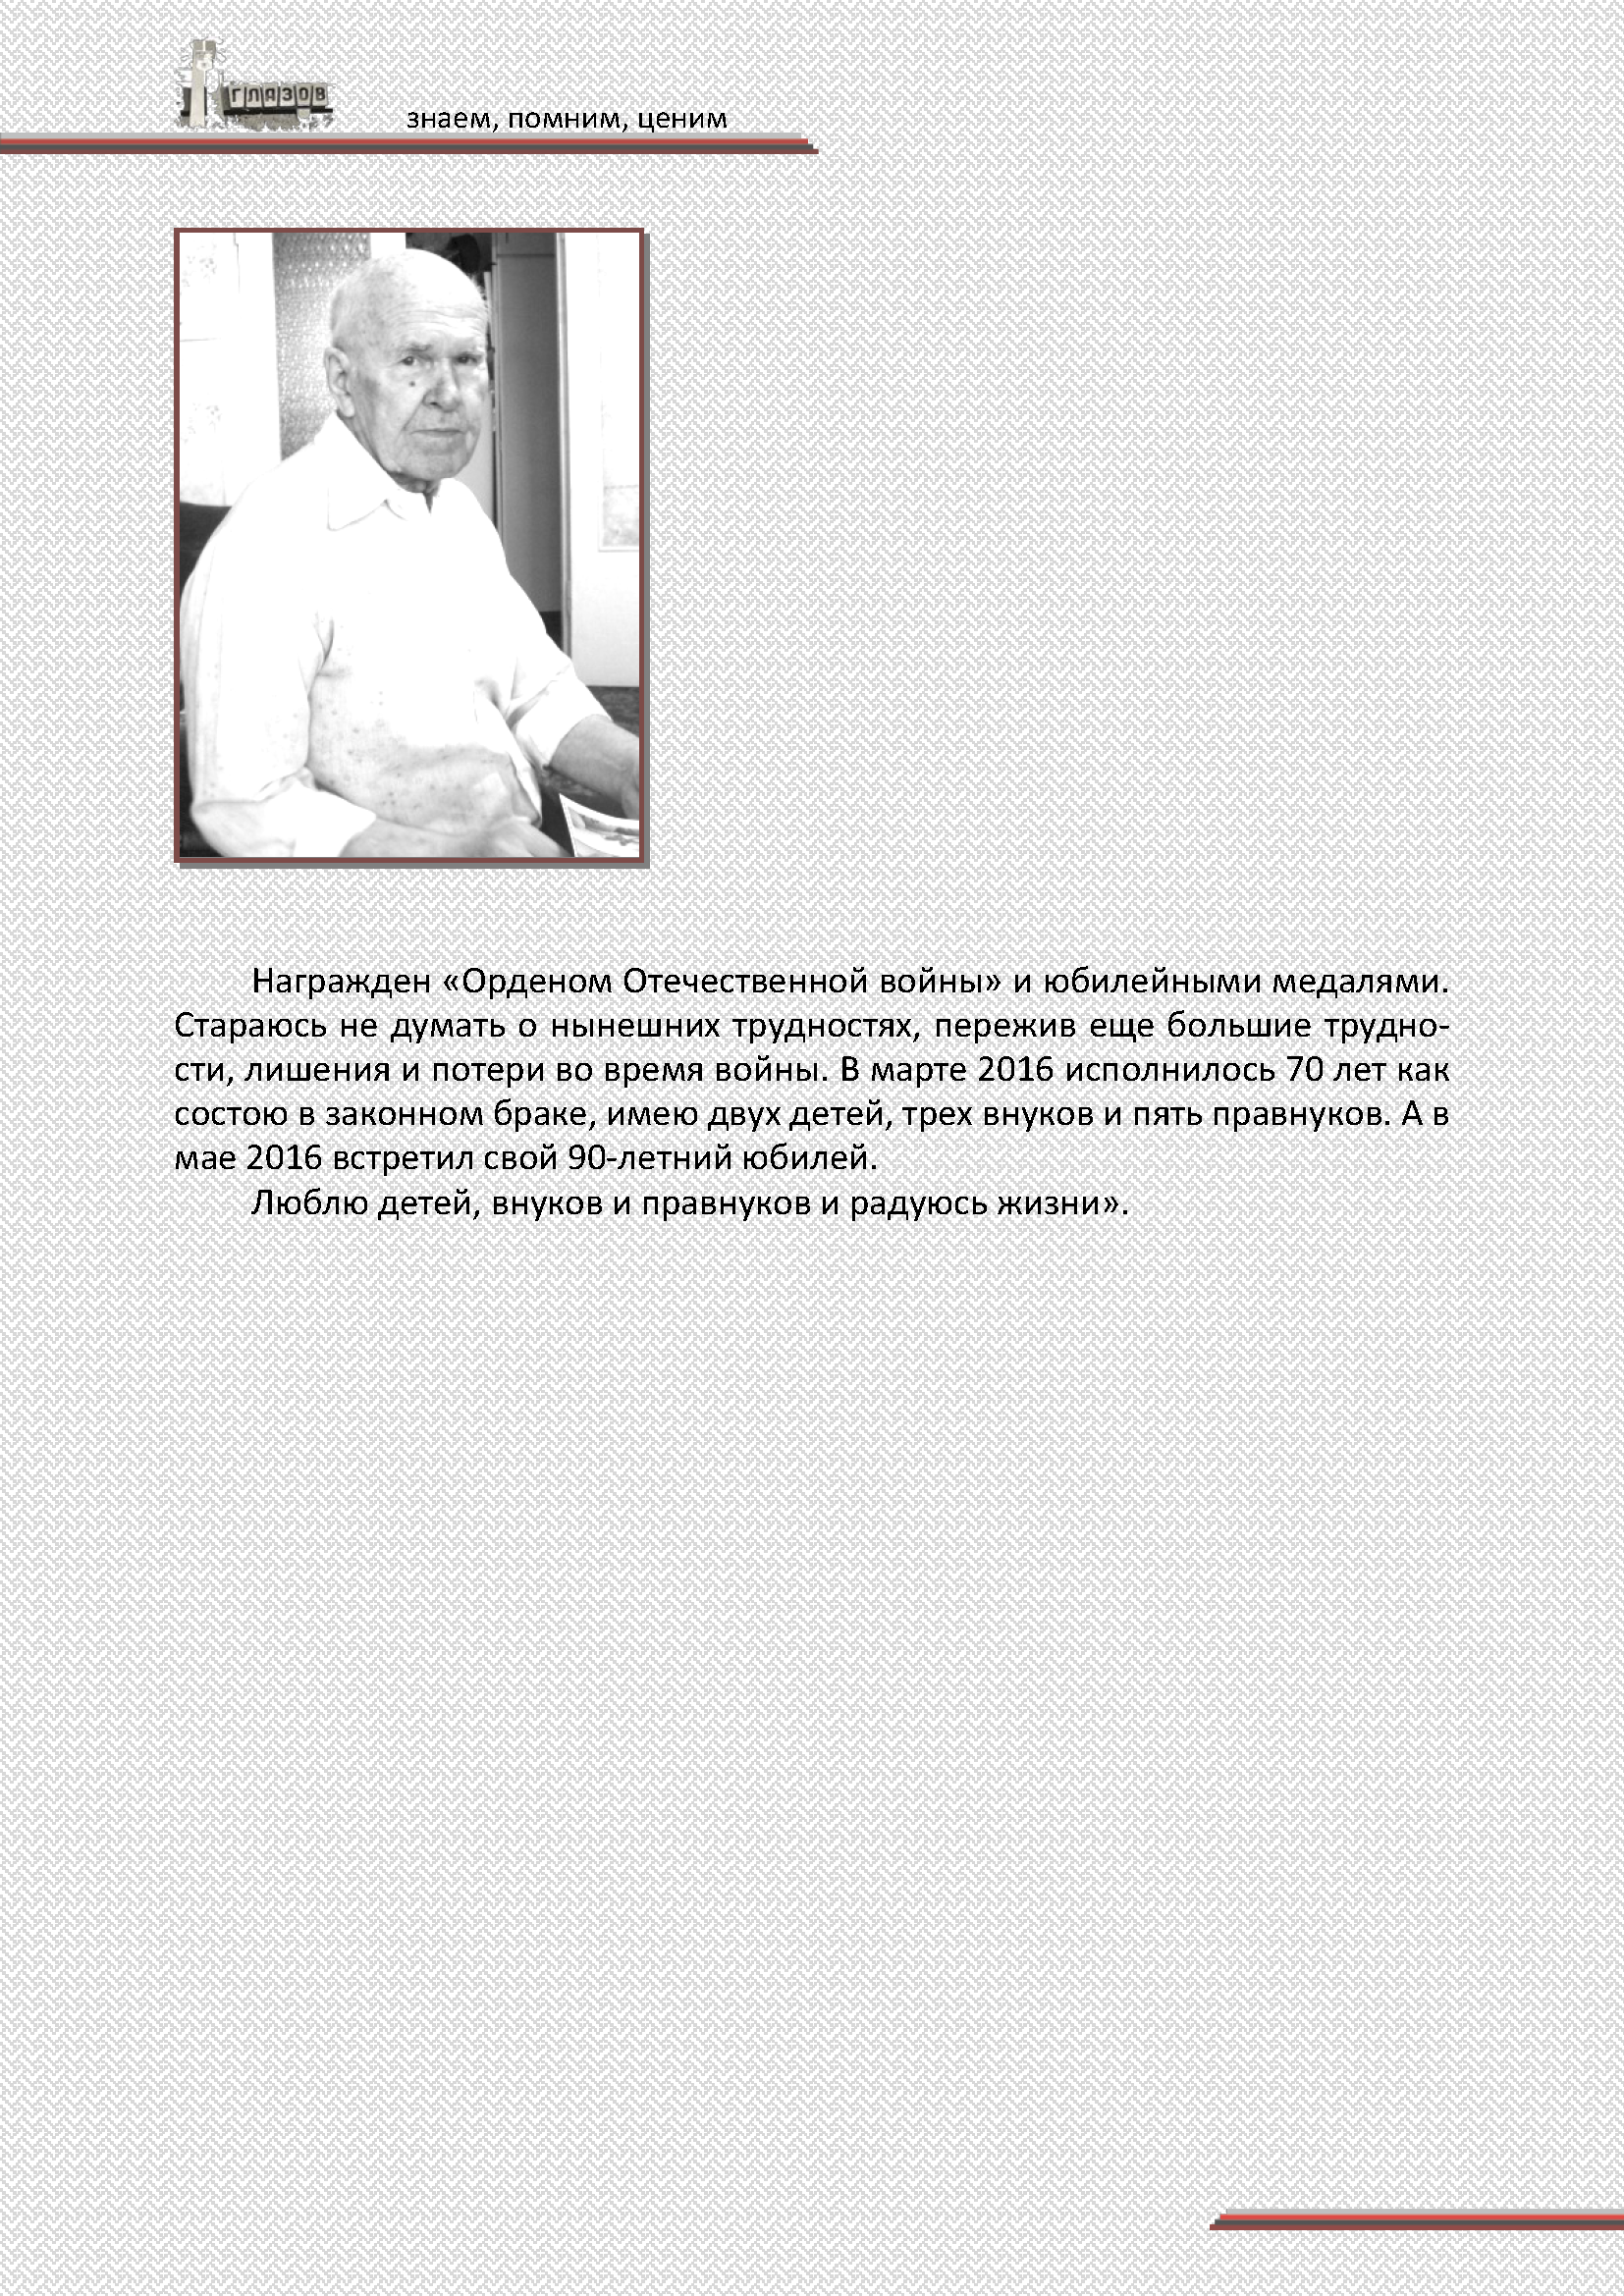 ГЛАЗОВ
знаем, помним, ценим
Награжден «Орденом Отечественной войны» и юбилейными медалями.
Стараюсь не думать о нынешних трудностях, пережив еще большие трудно-
сти, лишения и потери во время войны. В марте 2016 исполнилось 70 лет как
состою в законном браке, имею двух детей, трех внуков и пять правнуков. А в
мае 2016 встретил свой 90-летний юбилей.
Люблю детей, внуков и правнуков и радуюсь жизни».